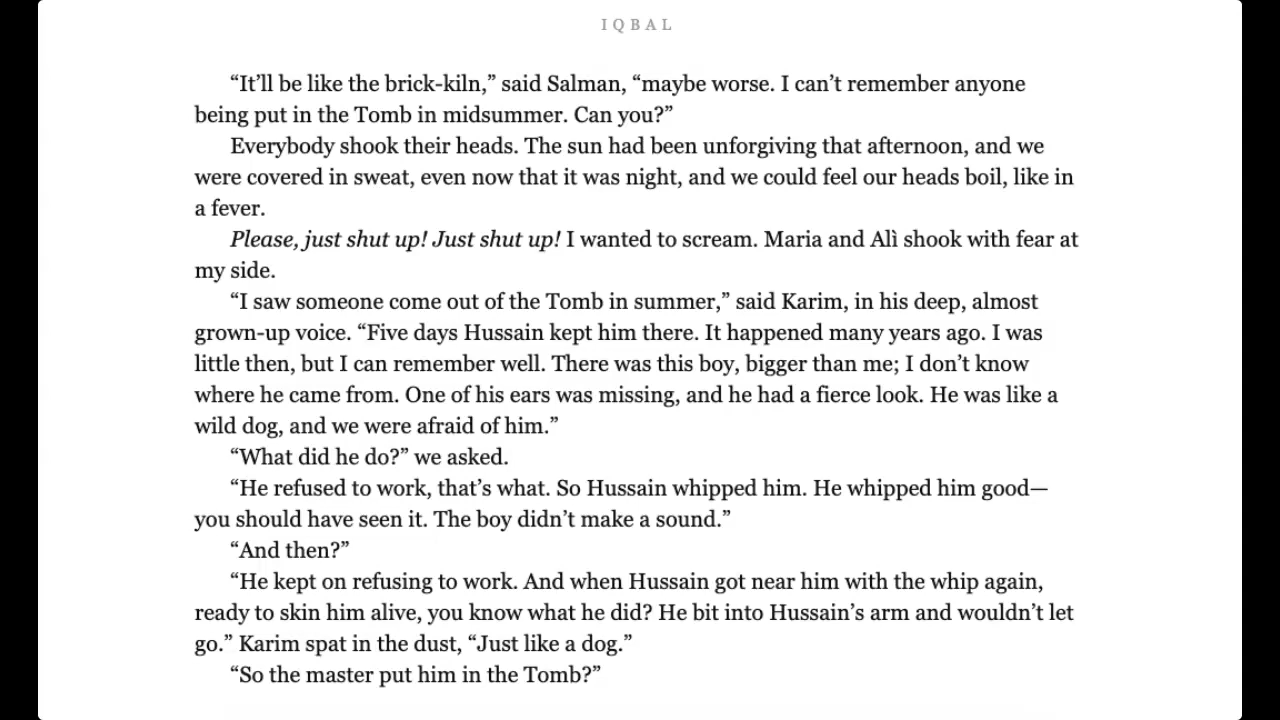 IQBAL
“It’ll be like the brick-kiln,” said Salman, “maybe worse. I can’t remember anyone
being put in the Tomb in midsummer. Can you?”
Everybody shook their heads. The sun had been unforgiving that afternoon, and we
were covered in sweat, even now that it was night, and we could feel our heads boil, like in
a fever.
Please, just shut up! Just shut up! I wanted to scream. Maria and Alì shook with fear at
my side.
“I saw someone come out of the Tomb in summer,” said Karim, in his deep, almost
grown-up voice. “Five days Hussain kept him there. It happened many years ago. I was
little then, but I can remember well. There was this boy, bigger than me; I don’t know
where he came from. One of his ears was missing, and he had a fierce look. He was like a
wild dog, and we were afraid of him.”
“What did he do?” we asked.
“He refused to work, that’s what. So Hussain whipped him. He whipped him good—
you should have seen it. The boy didn’t make a sound.”
“And then?”
“He kept on refusing to work. And when Hussain got near him with the whip again,
ready to skin him alive, you know what he did? He bit into Hussain’s arm and wouldn’t let
go.” Karim spat in the dust, “Just like a dog.”
“So the master put him in the Tomb?”